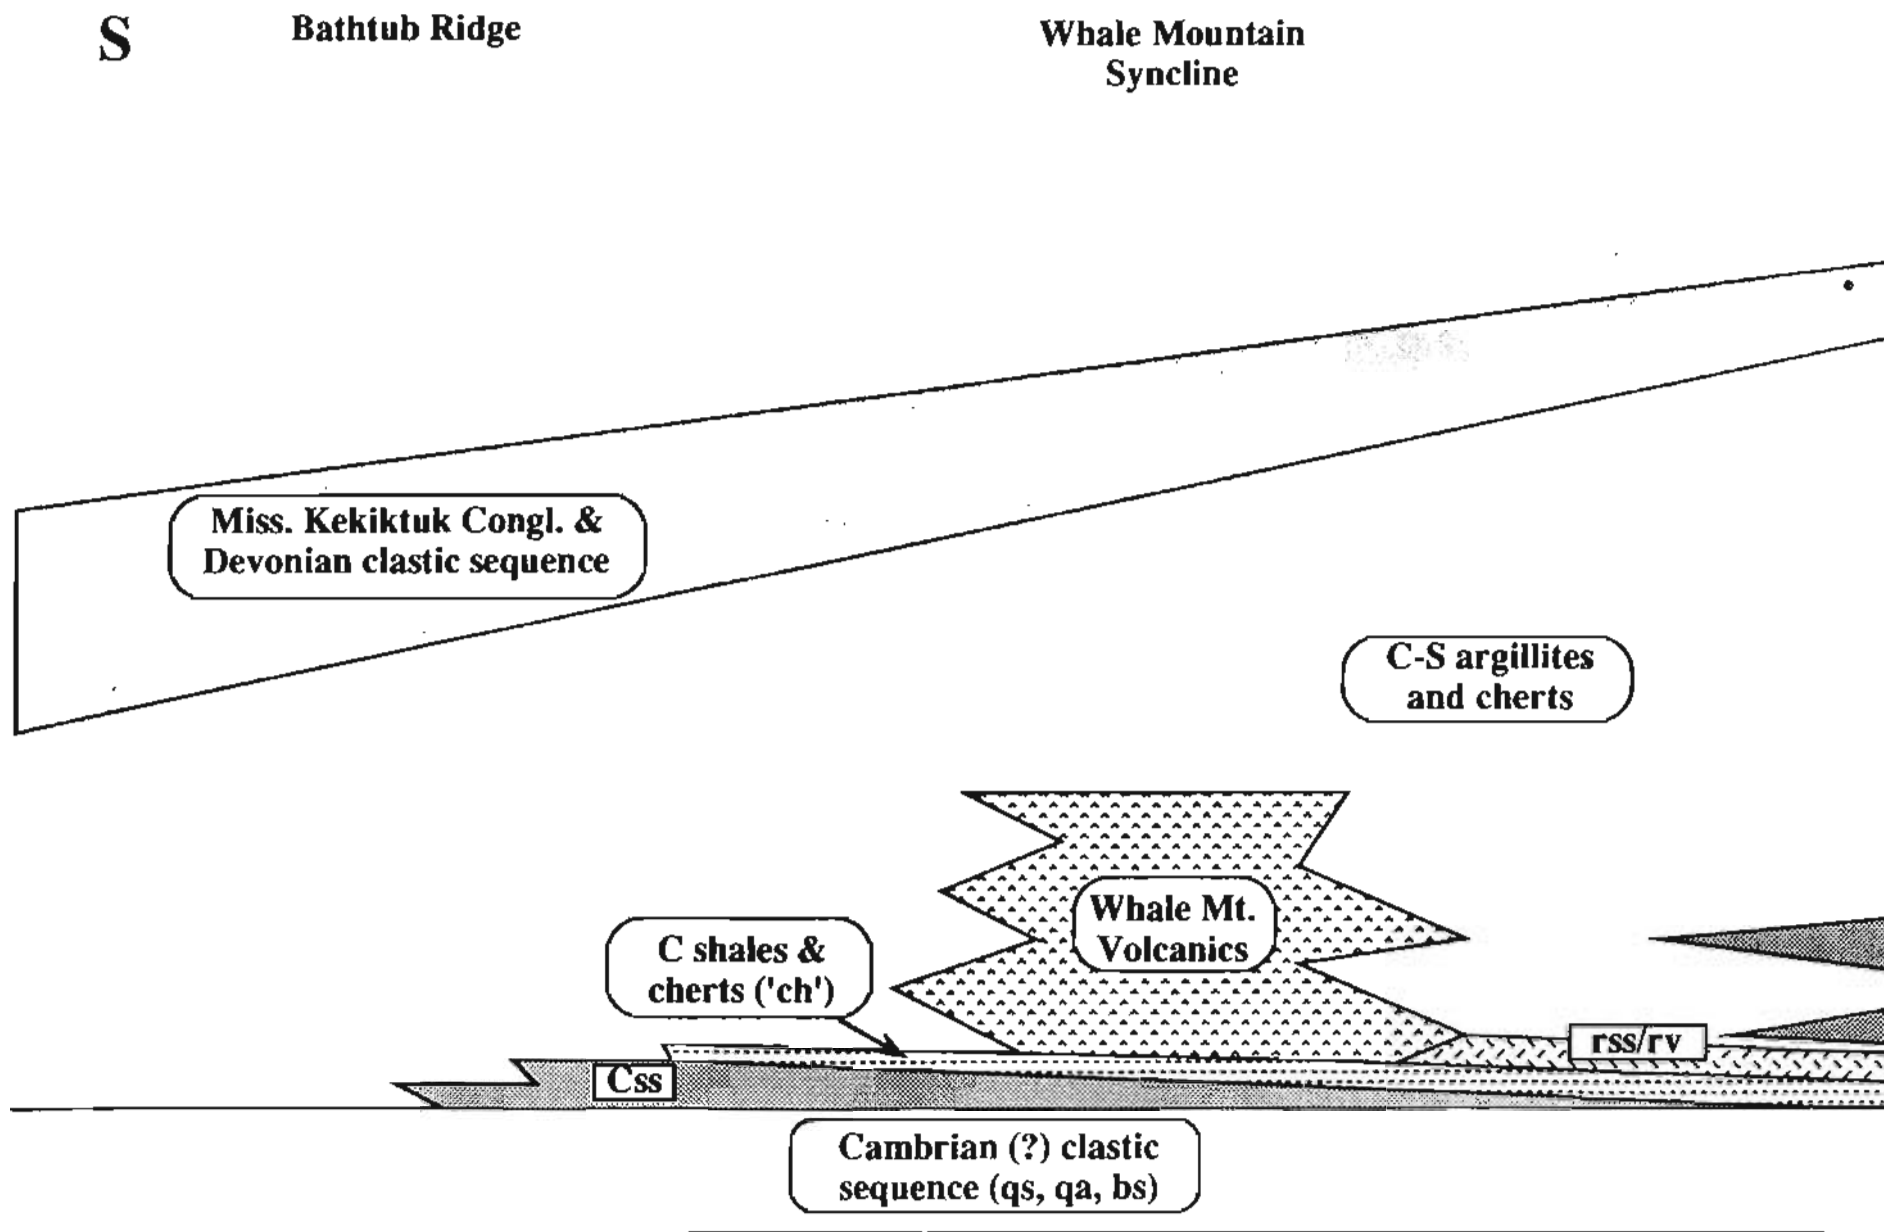 S
Bathtub Ridge
Whale Mountain
Syncline
Miss. Kekiktuk Congl. &
Devonian clastic sequence
C-S argillites
and cherts
Whale Mt.
Volcanics
C shales &
cherts ('ch')
rss/rv
Css
Cambrian (?) clastic
sequence (qs, qa, bs)